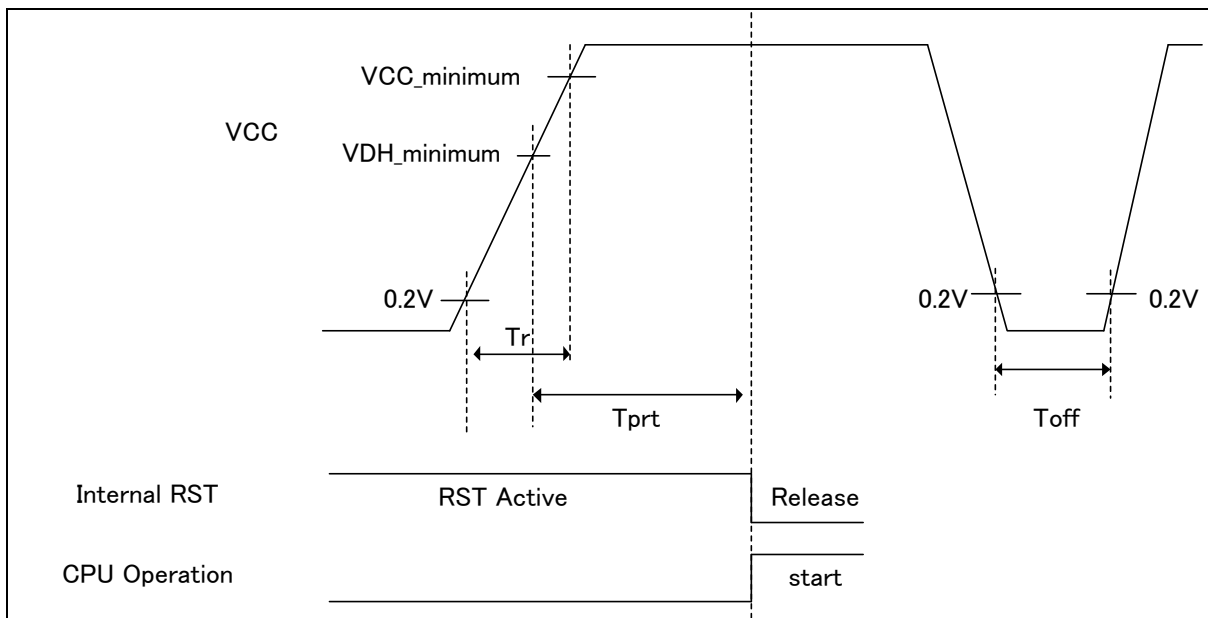 VCC_minimum
VCC
VDH_minimum
0.2V
0.2V
0.2V
Tr
Tprt
Toff
Internal RST
RST Active
Release
CPU Operation
start